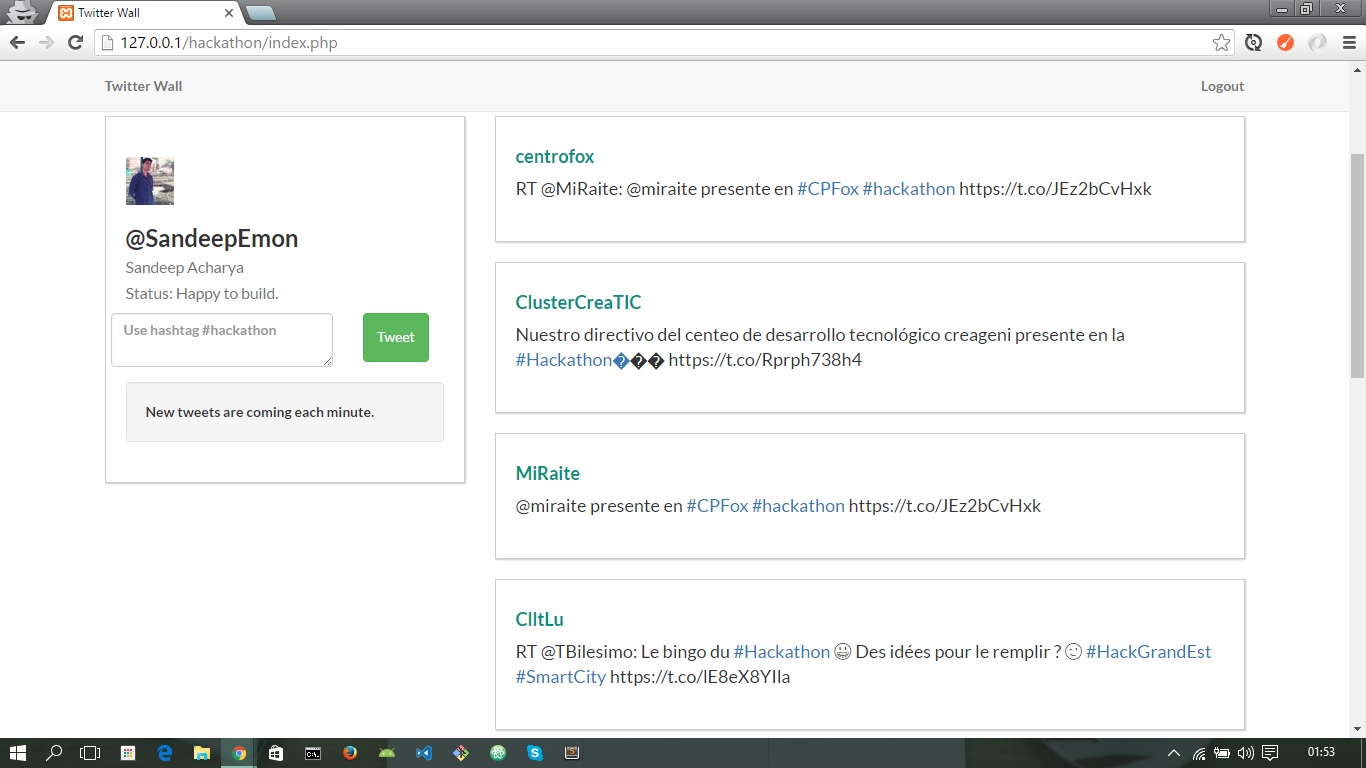 Twitter Wall
127.0.0.1/hackathon/index.php
Twitter Wall
Logout
@SandeepEmon
Sandeep Acharya
Status: Happy to build.
Use hashtag #hackathon
Tweet
New tweets are coming each minute.
centrofox
RT @MiRaite: @miraite presente en #CPFox #hackathon https://t.co/JEz2bCvHxk
ClusterCreaTIC
Nuestro directivo del centeo de desarrollo tecnológico creageni presente en la
#Hackathon��� https://t.co/Rprph738h4
MiRaite
@miraite presente en #CPFox #hackathon https://t.co/JEz2bCvHxk
ClItLu
RT @TBilesimo: Le bingo du #Hackathon 😀 Des idées pour le remplir ? 😉 #HackGrandEst
#SmartCity https://t.co/lE8eX8YIla
01:53